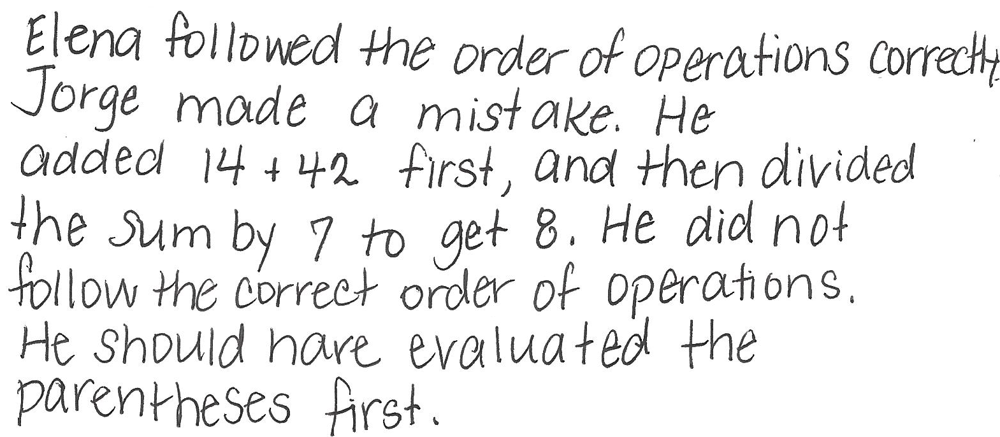 Elena followed the order of operations correctly.
Jorge made a mistake. He
added 14 + 42 first, and then divided
the sum by 7 to get 8. He did not
follow the correct order of operations.
He should have evaluated the
parentheses first.